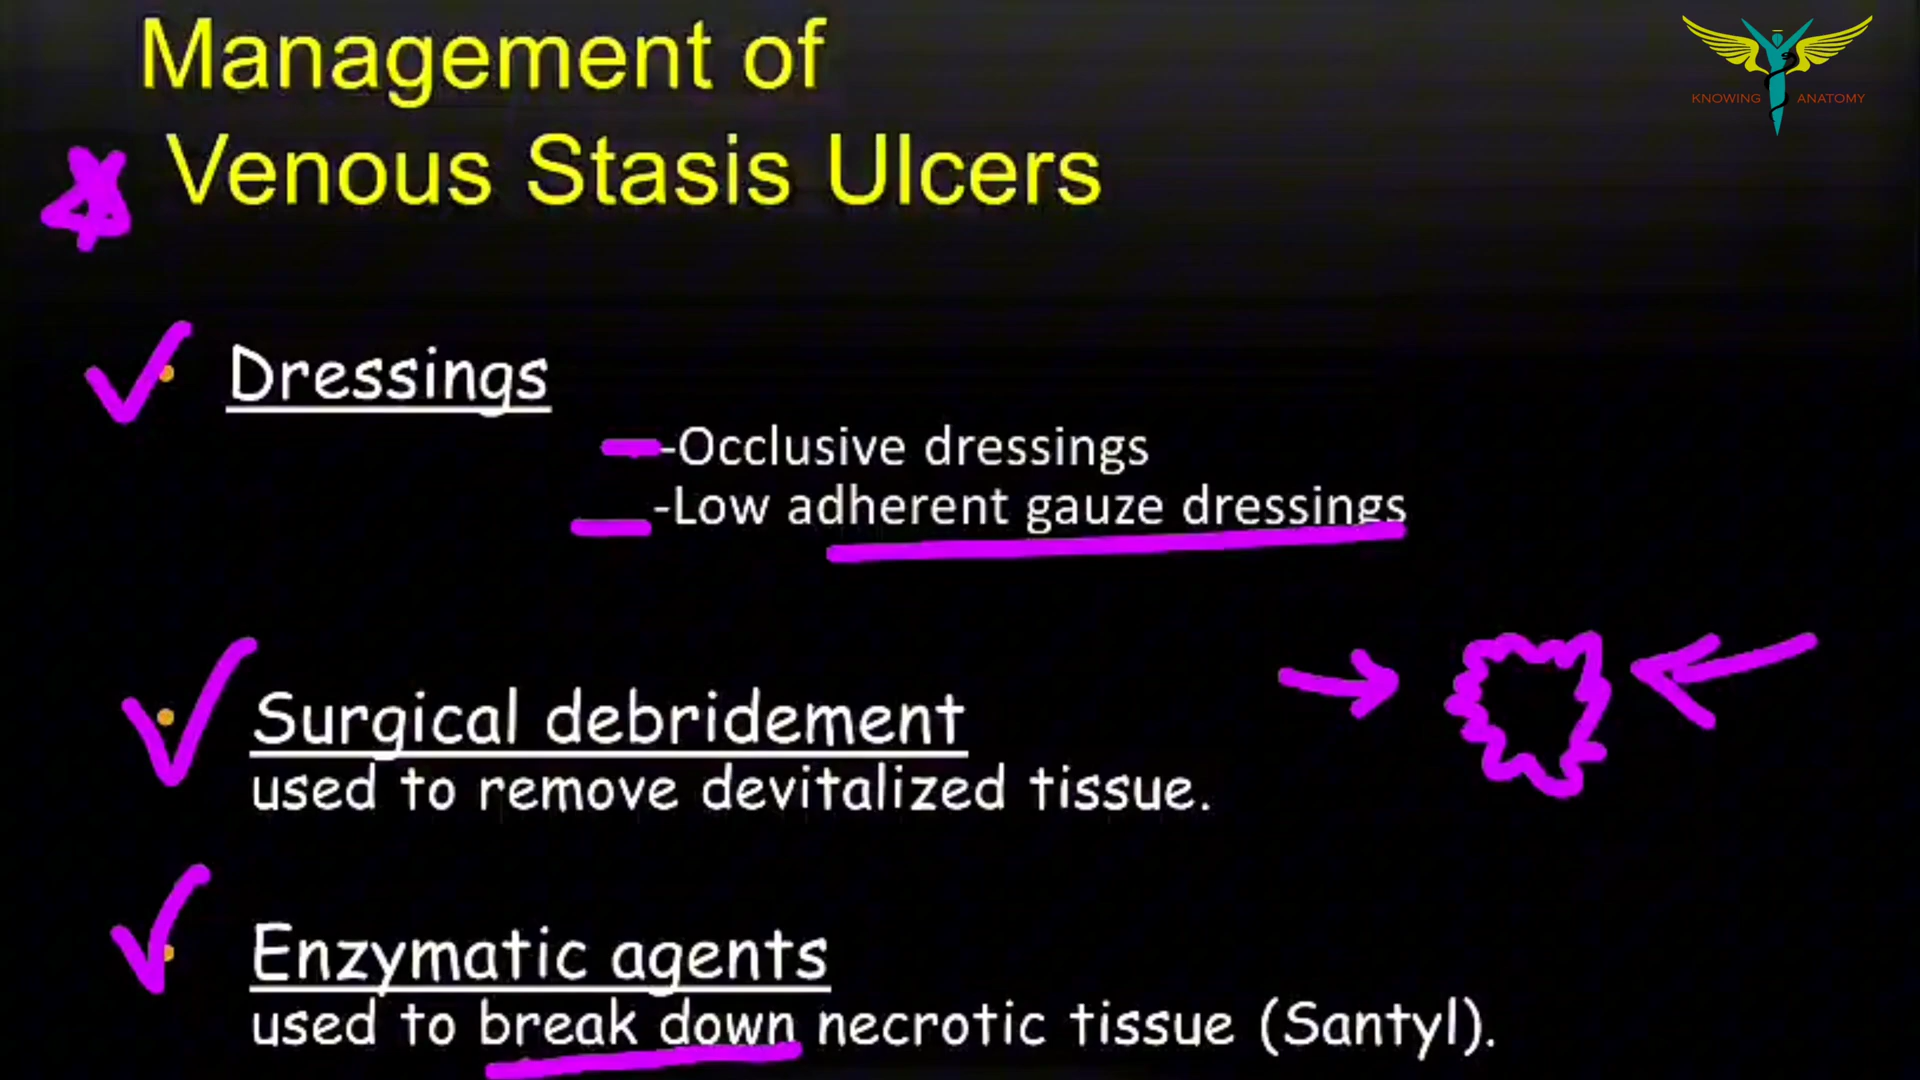 Management of
Venous Stasis Ulcers
KNOWING ANATOMY
Dressings
-Occlusive dressings
-Low adherent gauze dressings
Surgical debridement
used to remove devitalized tissue.
Enzymatic agents
used to break down necrotic tissue (Santyl).